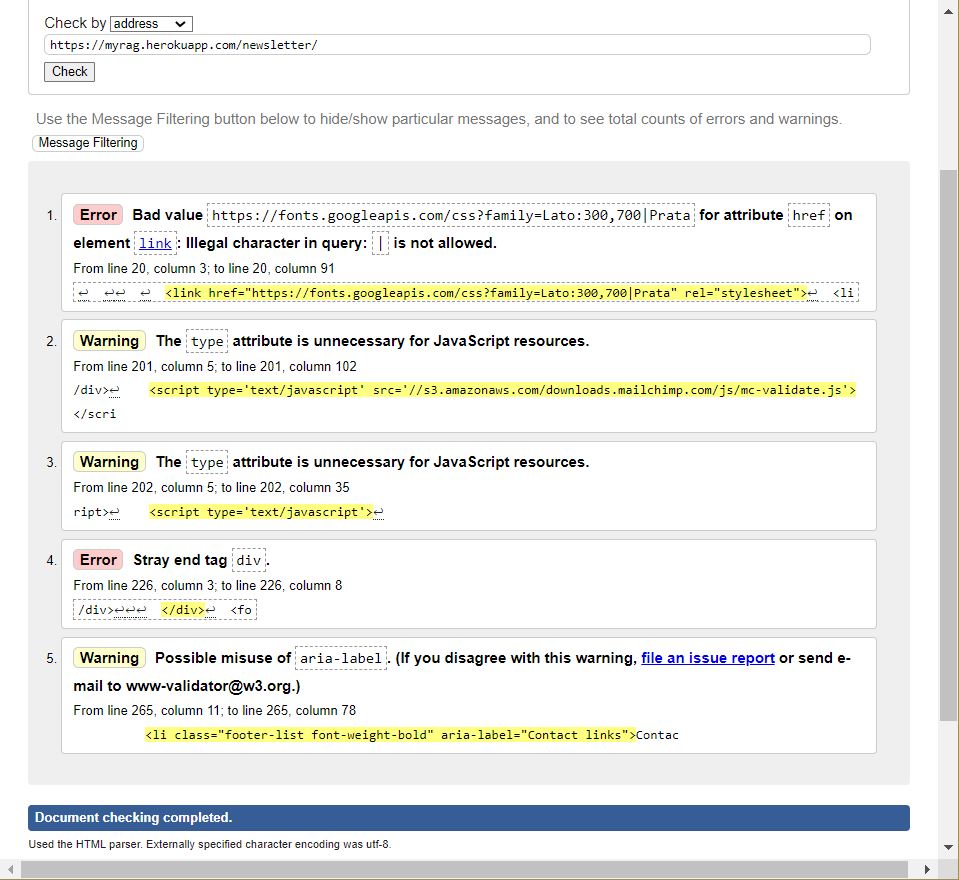 Check by address
https://myrag.herokuapp.com/newsletter/
Check
Use the Message Filtering button below to hide/show particular messages, and to see total counts of errors and warnings.
Message Filtering
1. Error Bad value https://fonts.googleapis.com/css?family=Lato:300,700|Prata for attribute href on
element link: Illegal character in query: | is not allowed.
From line 20, column 3; to line 20, column 91
↩ ↩↩ ↩ <link href="https://fonts.googleapis.com/css?family=Lato:300,700|Prata" rel="stylesheet">↩ <li
2. Warning The type attribute is unnecessary for JavaScript resources.
From line 201, column 5; to line 201, column 102
/div>↩ <script type='text/javascript' src='//s3.amazonaws.com/downloads.mailchimp.com/js/mc-validate.js'>
</scri
3. Warning The type attribute is unnecessary for JavaScript resources.
From line 202, column 5; to line 202, column 35
ript>↩ <script type='text/javascript'>↩
4. Error Stray end tag div.
From line 226, column 3; to line 226, column 8
/div>↩↩↩ </div>↩ <fo
5. Warning Possible misuse of aria-label. (If you disagree with this warning, file an issue report or send e-
mail to www-validator@w3.org.)
From line 265, column 11; to line 265, column 78
<li class="footer-list font-weight-bold" aria-label="Contact links">Contac
Document checking completed.
Used the HTML parser. Externally specified character encoding was utf-8.